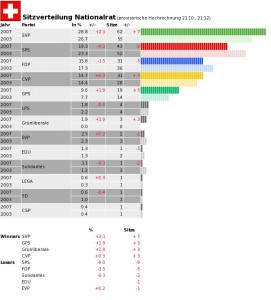 Sitzverteilung Nationalrat (provisorische Hochrechnung 21.10., 21:12)
Jahr Partei In % +/- Sitze +/-
2007 SVP 28.8 +2.1 62 +7
2003 26.7 55
2007 SPS 19.3 -4.0 43 -9
2003 23.3 52
2007 FDP 15.8 -1.5 31 -5
2003 17.3 36
2007 CVP 14.7 +0.3 31 +3
2003 14.4 28
2007 GPS 9.6 +1.9 19 +5
2003 7.7 14
2007 LPS 1.8 -0.4 4
2003 2.2 4
2007 Grünliberale 1.9 +1.9 3 +3
2003 0.0 0
2007 EVP 2.5 +0.2 2 -1
2003 2.3 3
2007 EDU 1.3 1 -1
2003 1.3 2
2007 Solidarités 1.1 -0.1 1 -2
2003
2007 LEGA 0.6 +0.3 1
2003 0.3 1
2007 SD 0.6 -0.4 1
2003 1.0 1
2007 CSP 0.4 1
2003 0.4 1
% Sitze
Winners SVP +2.1 +7
GPS +1.9 +5
Grünliberale +1.9 +3
CVP +0.3 +3
Losers SPS -4.0 -9
FDP -1.5 -5
Solidarités -0.1 -2
EDU -1
EVP +0.2 -1